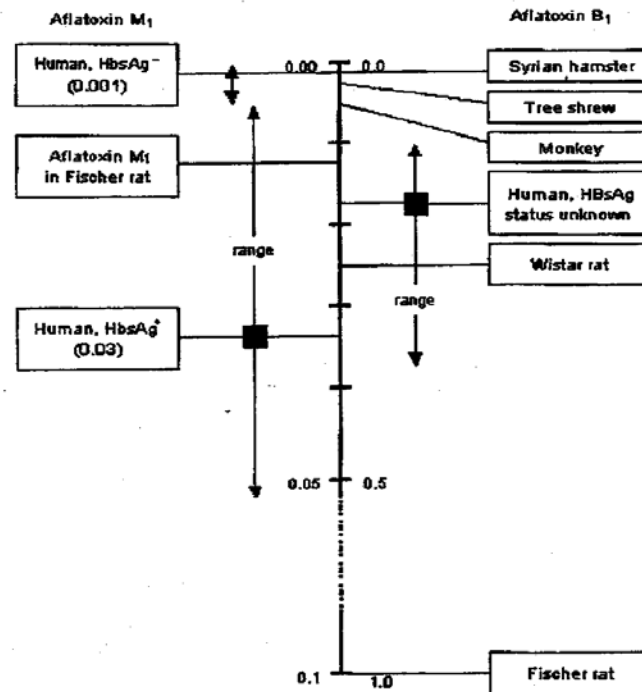 Aflatoxin M1
Aflatoxin B1
Human, HbsAg−
(0.001)
0.00
0.0
Syrian hamster
Tree shrew
Aflatoxin M1
in Fischer rat
Monkey
Human, HBsAg
status unknown
range
Wistar rat
range
Human, HbsAg+
(0.03)
0.05
0.5
0.1
1.0
Fischer rat